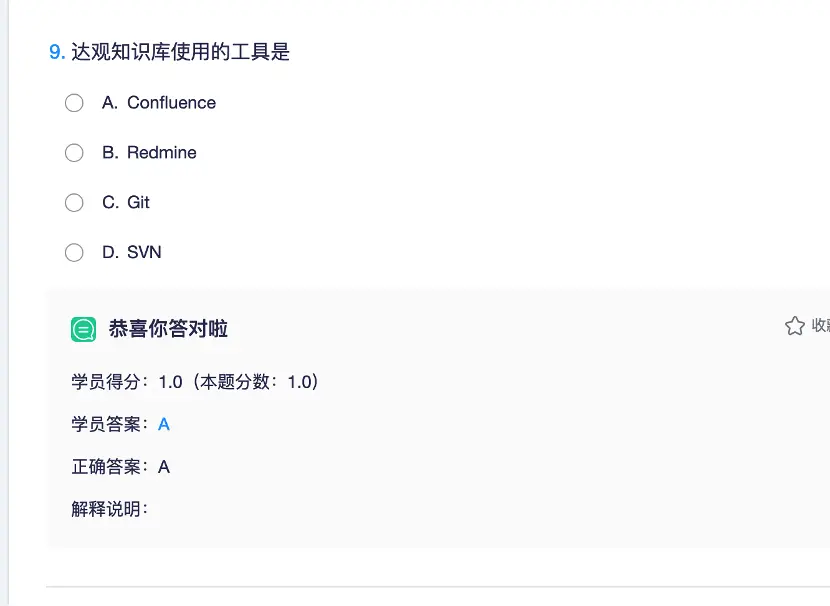 9. 达观知识库使用的工具是
A. Confluence
B. Redmine
C. Git
D. SVN
恭喜你答对啦
收
学员得分：1.0（本题分数：1.0）
学员答案：A
正确答案：A
解释说明：